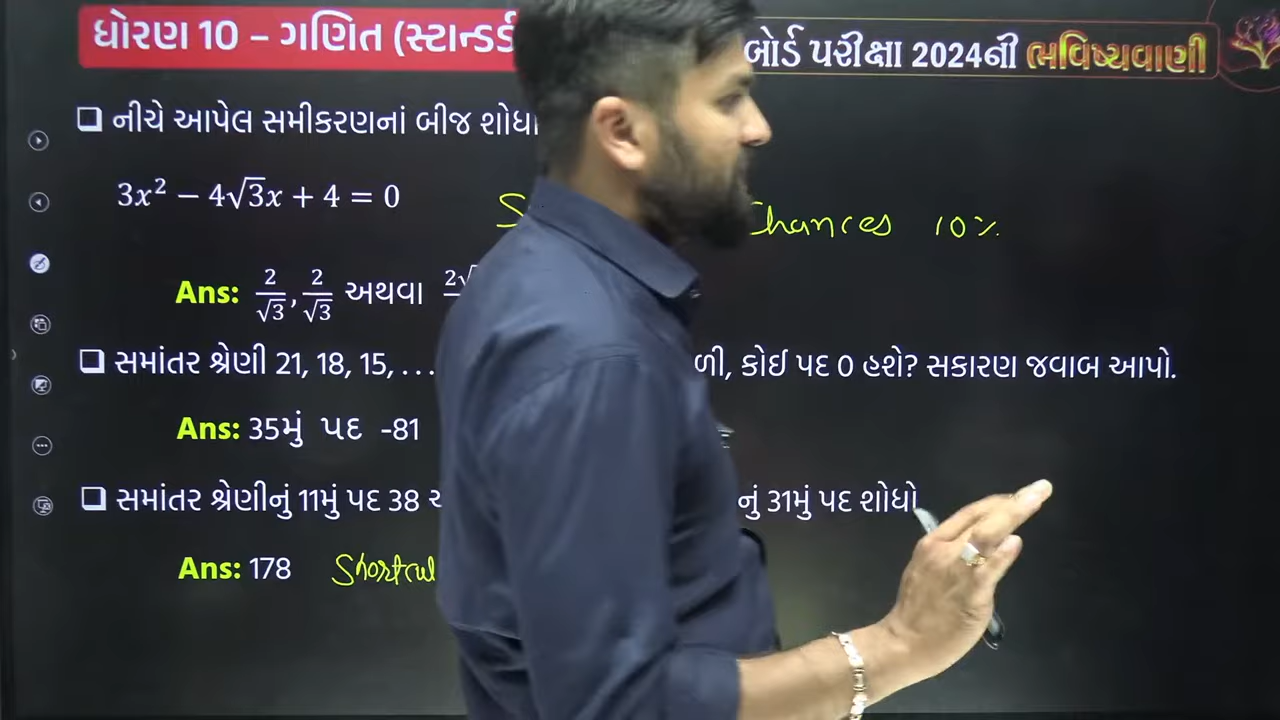 ધોરણ 10 – ગણિત (સ્ટાન્ડર્ડ બોર્ડ પરીક્ષા 2024ની ભવિષ્યવાણી
❑ નીચે આપેલ સમીકરણનાં બીજ શોધો
3x² − 4√3x + 4 = 0
Chances 10%
Ans: 2/√3, 2/√3 અથવા
❑ સમાંતર શ્રેણી 21, 18, 15, ... કોઈ પદ 0 હશે? સકારણ જવાબ આપો.
Ans: 35મું પદ -81
❑ સમાંતર શ્રેણીનું 11મું પદ 38 નું 31મું પદ શોધો
Ans: 178